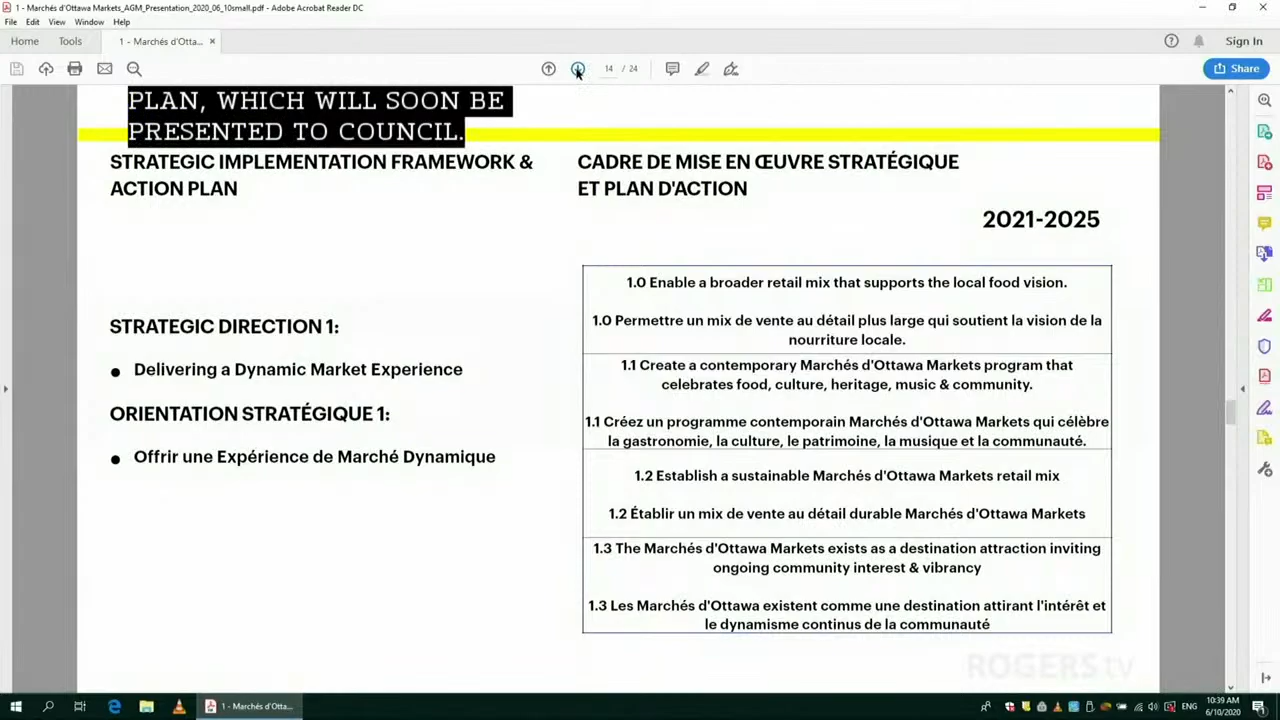 1 - Marchés d'Ottawa Markets_AGM_Presentation_2020_06_10small.pdf - Adobe Acrobat Reader DC
File Edit View Window Help
Home Tools 1 - Marchés d'Otta... × Sign In
14 / 24 Share
PLAN, WHICH WILL SOON BE
PRESENTED TO COUNCIL.
STRATEGIC IMPLEMENTATION FRAMEWORK &
ACTION PLAN
CADRE DE MISE EN ŒUVRE STRATÉGIQUE
ET PLAN D'ACTION
2021-2025
STRATEGIC DIRECTION 1:
● Delivering a Dynamic Market Experience
ORIENTATION STRATÉGIQUE 1:
● Offrir une Expérience de Marché Dynamique
1.0 Enable a broader retail mix that supports the local food vision.
1.0 Permettre un mix de vente au détail plus large qui soutient la vision de la
nourriture locale.
1.1 Create a contemporary Marchés d'Ottawa Markets program that
celebrates food, culture, heritage, music & community.
1.1 Créez un programme contemporain Marchés d'Ottawa Markets qui célèbre
la gastronomie, la culture, le patrimoine, la musique et la communauté.
1.2 Establish a sustainable Marchés d'Ottawa Markets retail mix
1.2 Établir un mix de vente au détail durable Marchés d'Ottawa Markets
1.3 The Marchés d'Ottawa Markets exists as a destination attraction inviting
ongoing community interest & vibrancy
1.3 Les Marchés d'Ottawa existent comme une destination attirant l'intérêt et
le dynamisme continus de la communauté
ROGERS tv
1 - Marchés d'Otta...
ENG
10:39 AM
6/10/2020